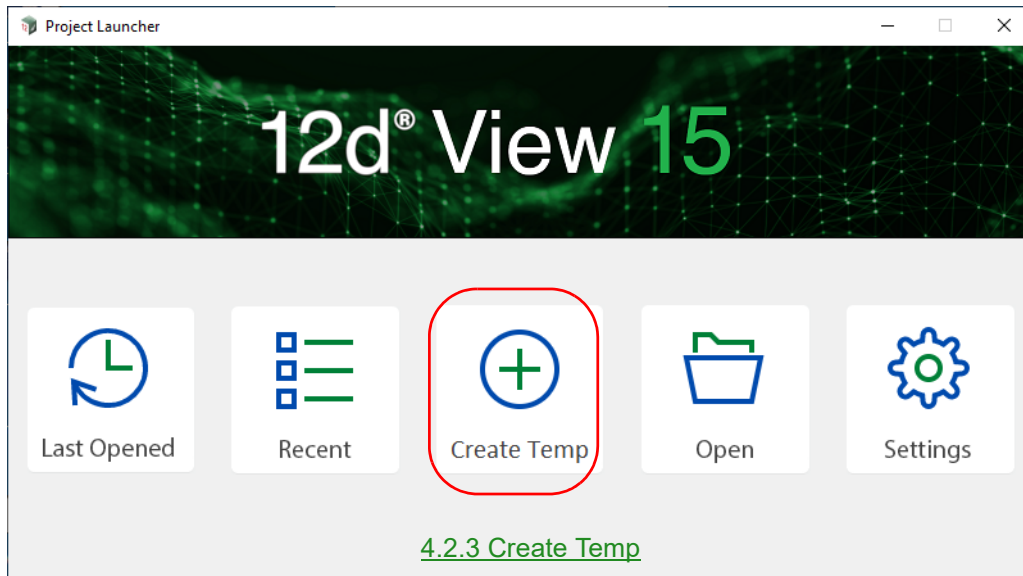 Project Launcher
12d® View 15
Last Opened
Recent
Create Temp
Open
Settings
4.2.3 Create Temp